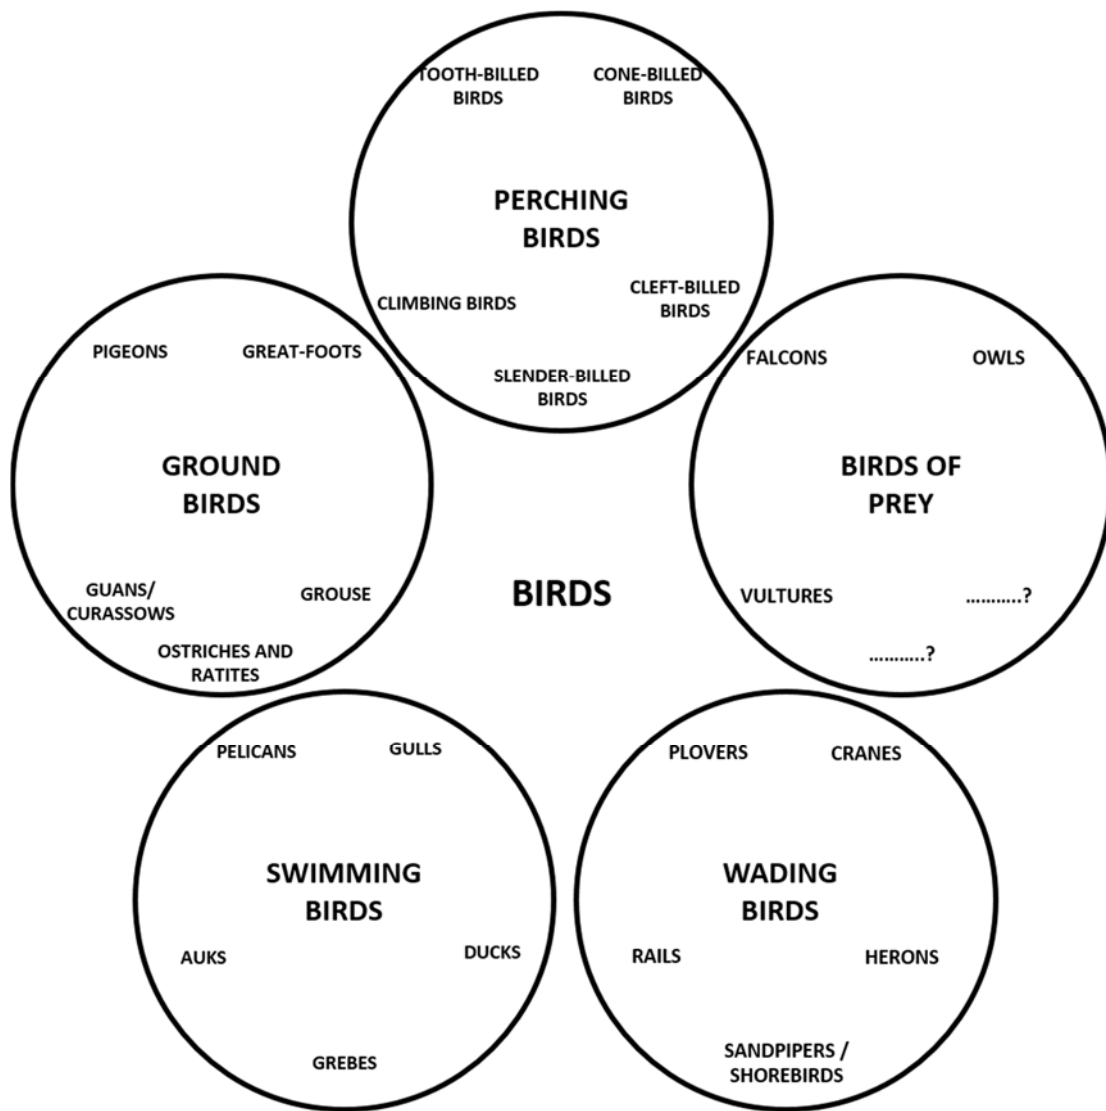 TOOTH-BILLED
BIRDS
CONE-BILLED
BIRDS
PERCHING
BIRDS
CLIMBING BIRDS
CLEFT-BILLED
BIRDS
SLENDER-BILLED
BIRDS
PIGEONS
GREAT-FOOTS
GROUND
BIRDS
GUANS/
CURASSOWS
GROUSE
OSTRICHES AND
RATITES
FALCONS
OWLS
BIRDS OF
PREY
VULTURES
………..?
………..?
BIRDS
PELICANS
GULLS
SWIMMING
BIRDS
AUKS
DUCKS
GREBES
PLOVERS
CRANES
WADING
BIRDS
RAILS
HERONS
SANDPIPERS /
SHOREBIRDS